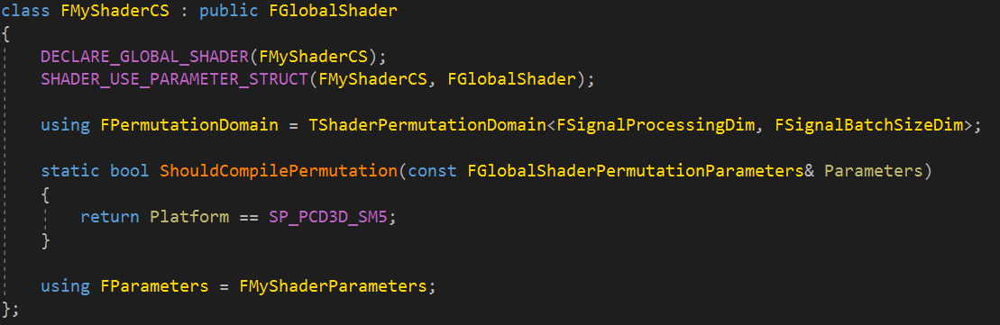 class FMyShaderCS : public FGlobalShader
{
DECLARE_GLOBAL_SHADER(FMyShaderCS);
SHADER_USE_PARAMETER_STRUCT(FMyShaderCS, FGlobalShader);
using FPermutationDomain = TShaderPermutationDomain<FSignalProcessingDim, FSignalBatchSizeDim>;
static bool ShouldCompilePermutation(const FGlobalShaderPermutationParameters& Parameters)
{
return Platform == SP_PCD3D_SM5;
}
using FParameters = FMyShaderParameters;
};